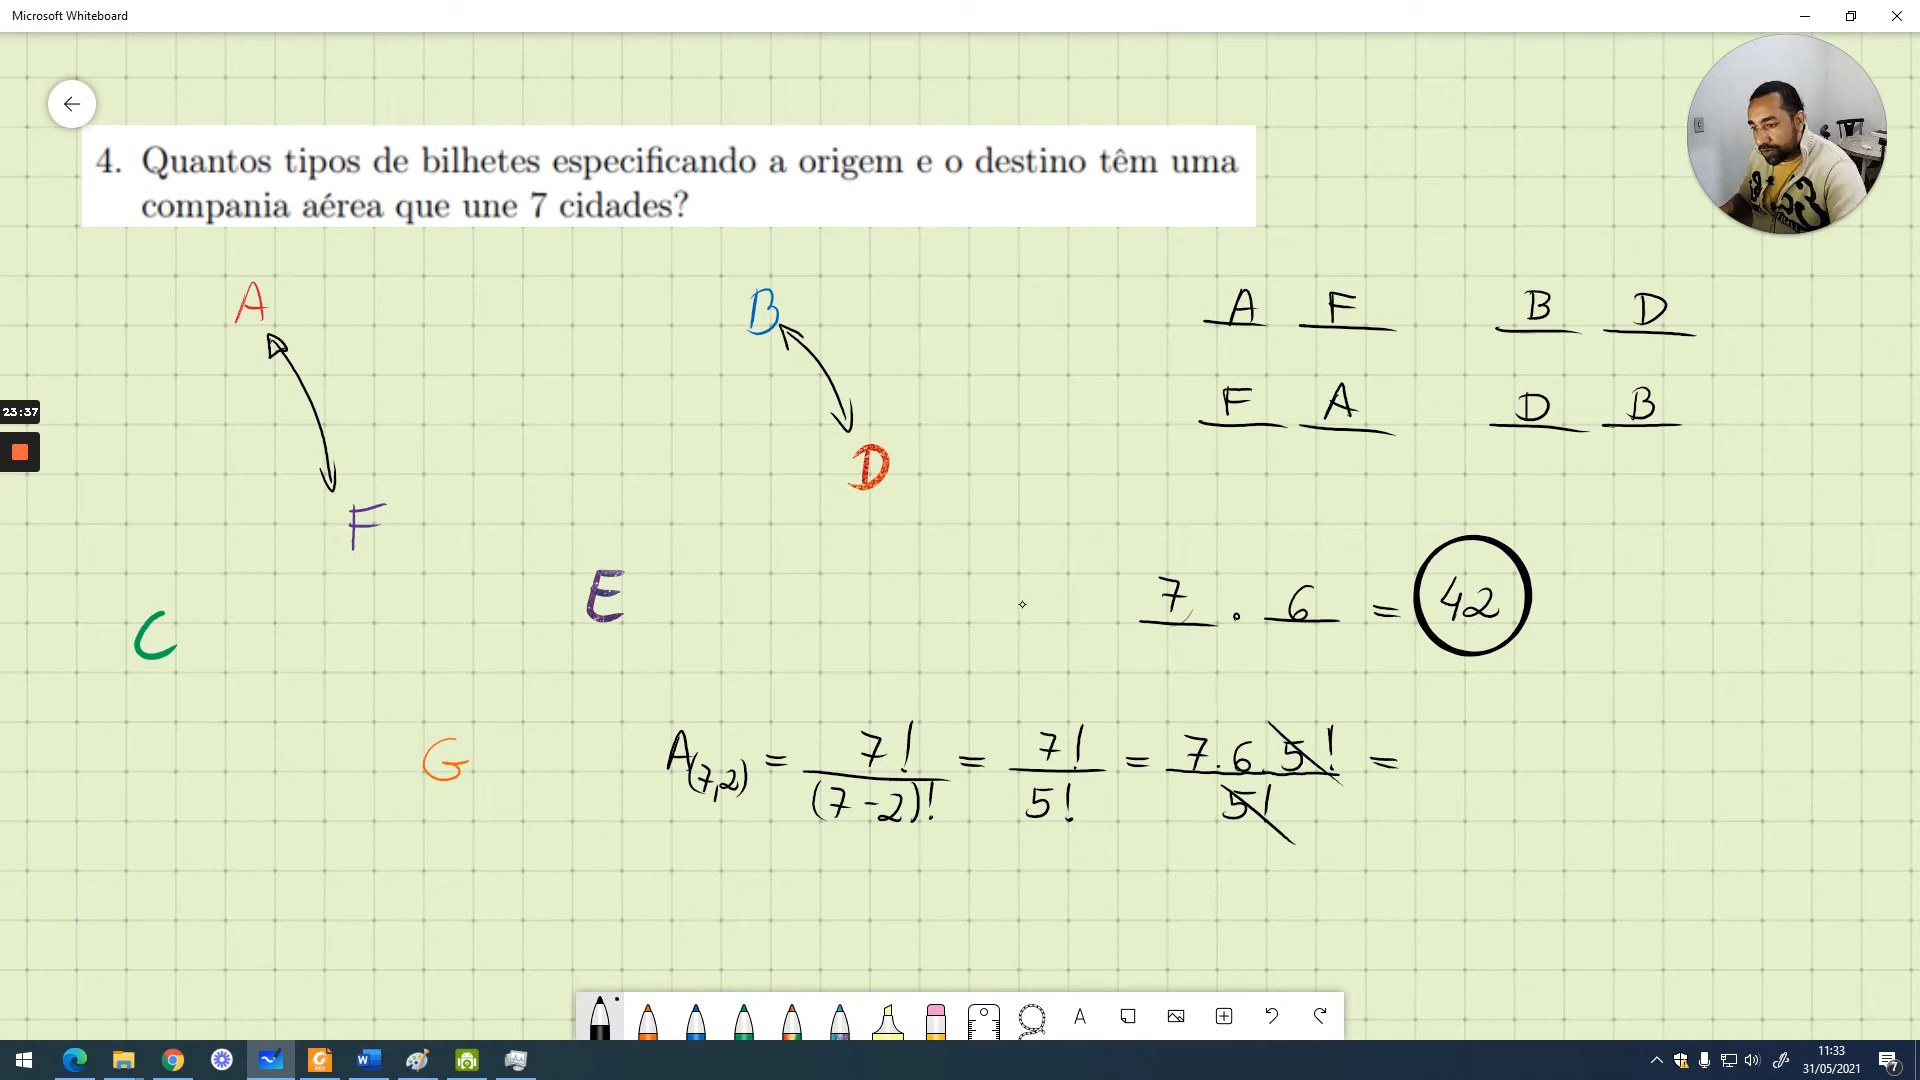 Microsoft Whiteboard
4. Quantos tipos de bilhetes especificando a origem e o destino têm uma
compania aérea que une 7 cidades?
A
B
A F
B D
F A
D B
23:37
D
F
E
C
7 . 6 = 42
G
A(7,2) = 7! / (7-2)! = 7! / 5! = 7.6.5! / 5! =
A
11:33
31/05/2021
7